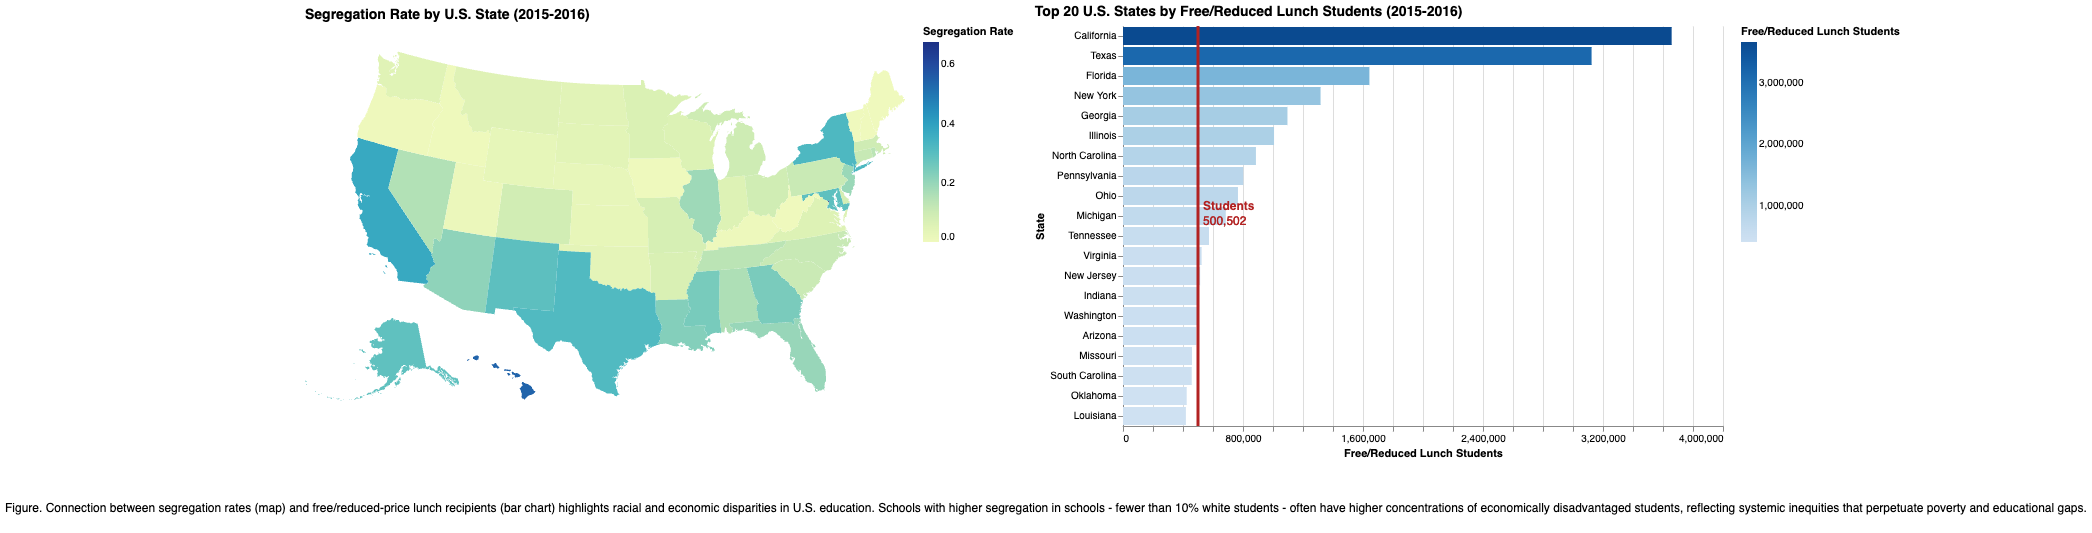 Segregation Rate by U.S. State (2015-2016)
Segregation Rate
0.6
0.4
0.2
0.0
Top 20 U.S. States by Free/Reduced Lunch Students (2015-2016)
State
California
Texas
Florida
New York
Georgia
Illinois
North Carolina
Pennsylvania
Ohio
Michigan
Tennessee
Virginia
New Jersey
Indiana
Washington
Arizona
Missouri
South Carolina
Oklahoma
Louisiana
Students
500,502
0
800,000
1,600,000
2,400,000
3,200,000
4,000,000
Free/Reduced Lunch Students
Free/Reduced Lunch Students
3,000,000
2,000,000
1,000,000
Figure. Connection between segregation rates (map) and free/reduced-price lunch recipients (bar chart) highlights racial and economic disparities in U.S. education. Schools with higher segregation in schools - fewer than 10% white students - often have higher concentrations of economically disadvantaged students, reflecting systemic inequities that perpetuate poverty and educational gaps.